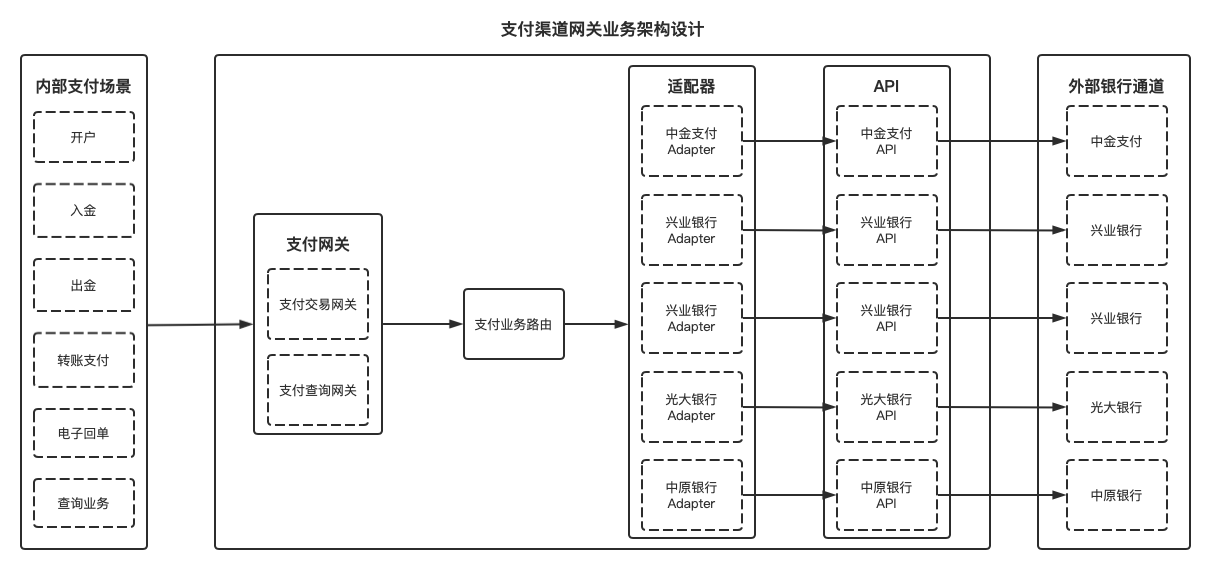 支付渠道网关业务架构设计
内部支付场景
开户
入金
出金
转账支付
电子回单
查询业务
支付网关
支付交易网关
支付查询网关
支付业务路由
适配器
中金支付
Adapter
兴业银行
Adapter
兴业银行
Adapter
光大银行
Adapter
中原银行
Adapter
API
中金支付
API
兴业银行
API
兴业银行
API
光大银行
API
中原银行
API
外部银行通道
中金支付
兴业银行
兴业银行
光大银行
中原银行